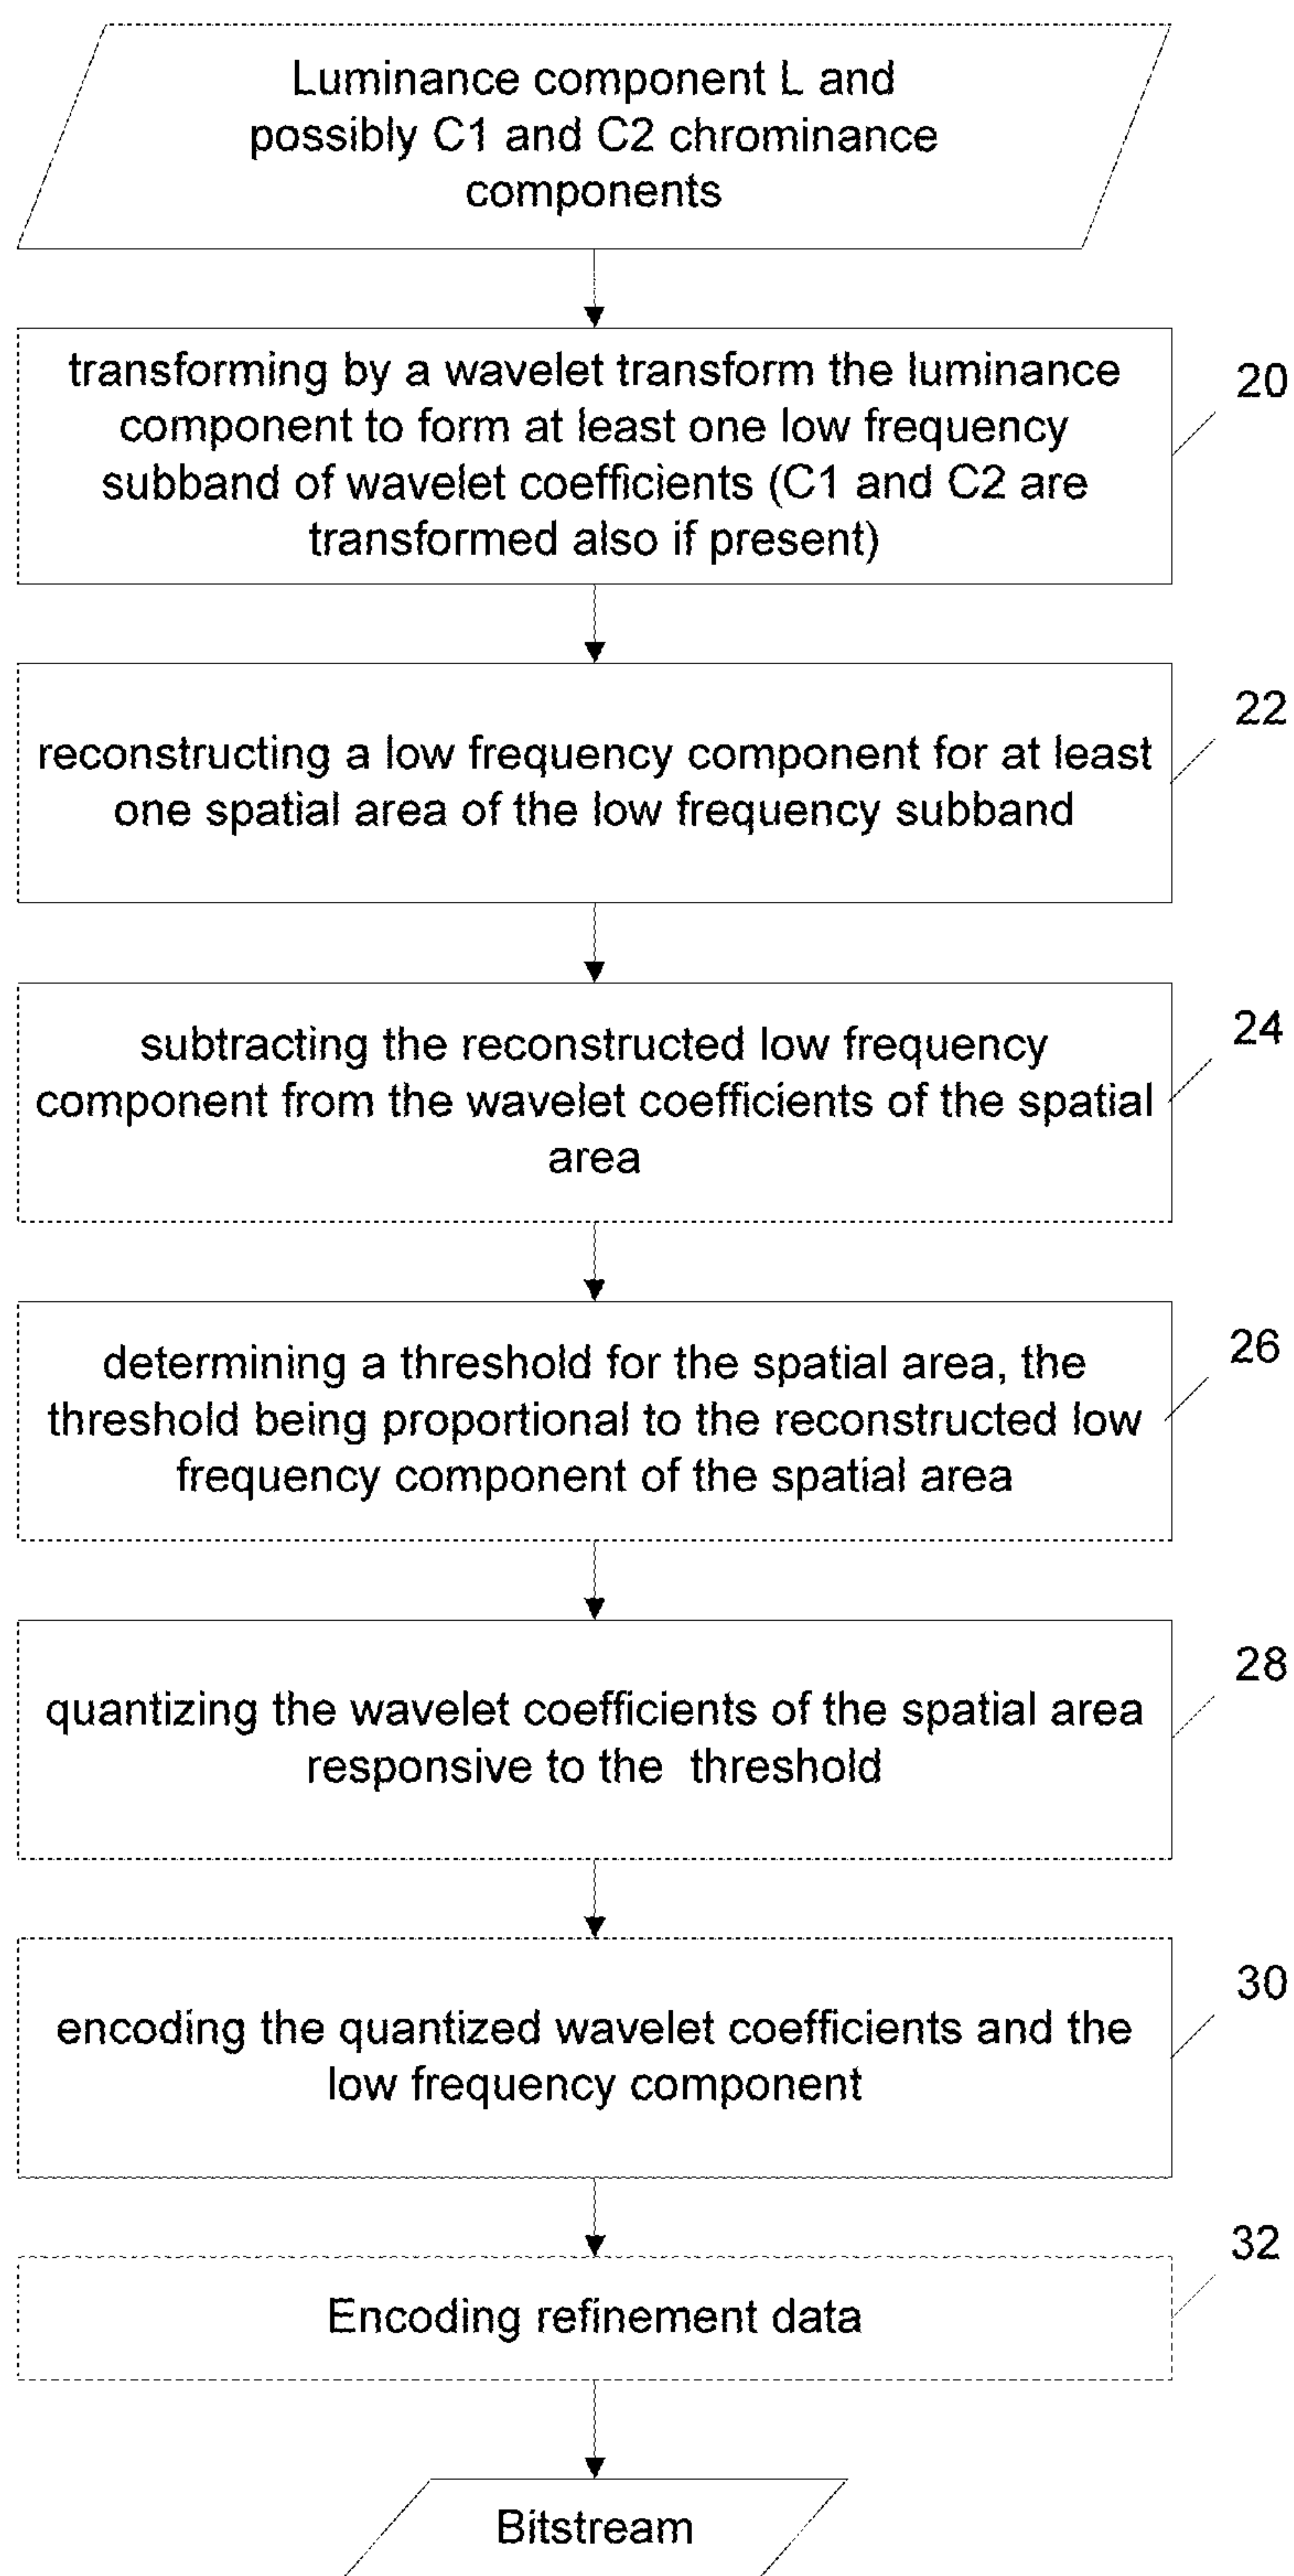 Luminance component L and
possibly C1 and C2 chrominance
components
transforming by a wavelet transform the luminance
component to form at least one low frequency
subband of wavelet coefficients (C1 and C2 are
transformed also if present)
20
reconstructing a low frequency component for at least
one spatial area of the low frequency subband
22
subtracting the reconstructed low frequency
component from the wavelet coefficients of the spatial
area
24
determining a threshold for the spatial area, the
threshold being proportional to the reconstructed low
frequency component of the spatial area
26
quantizing the wavelet coefficients of the spatial area
responsive to the threshold
28
encoding the quantized wavelet coefficients and the
low frequency component
30
Encoding refinement data
32
Bitstream